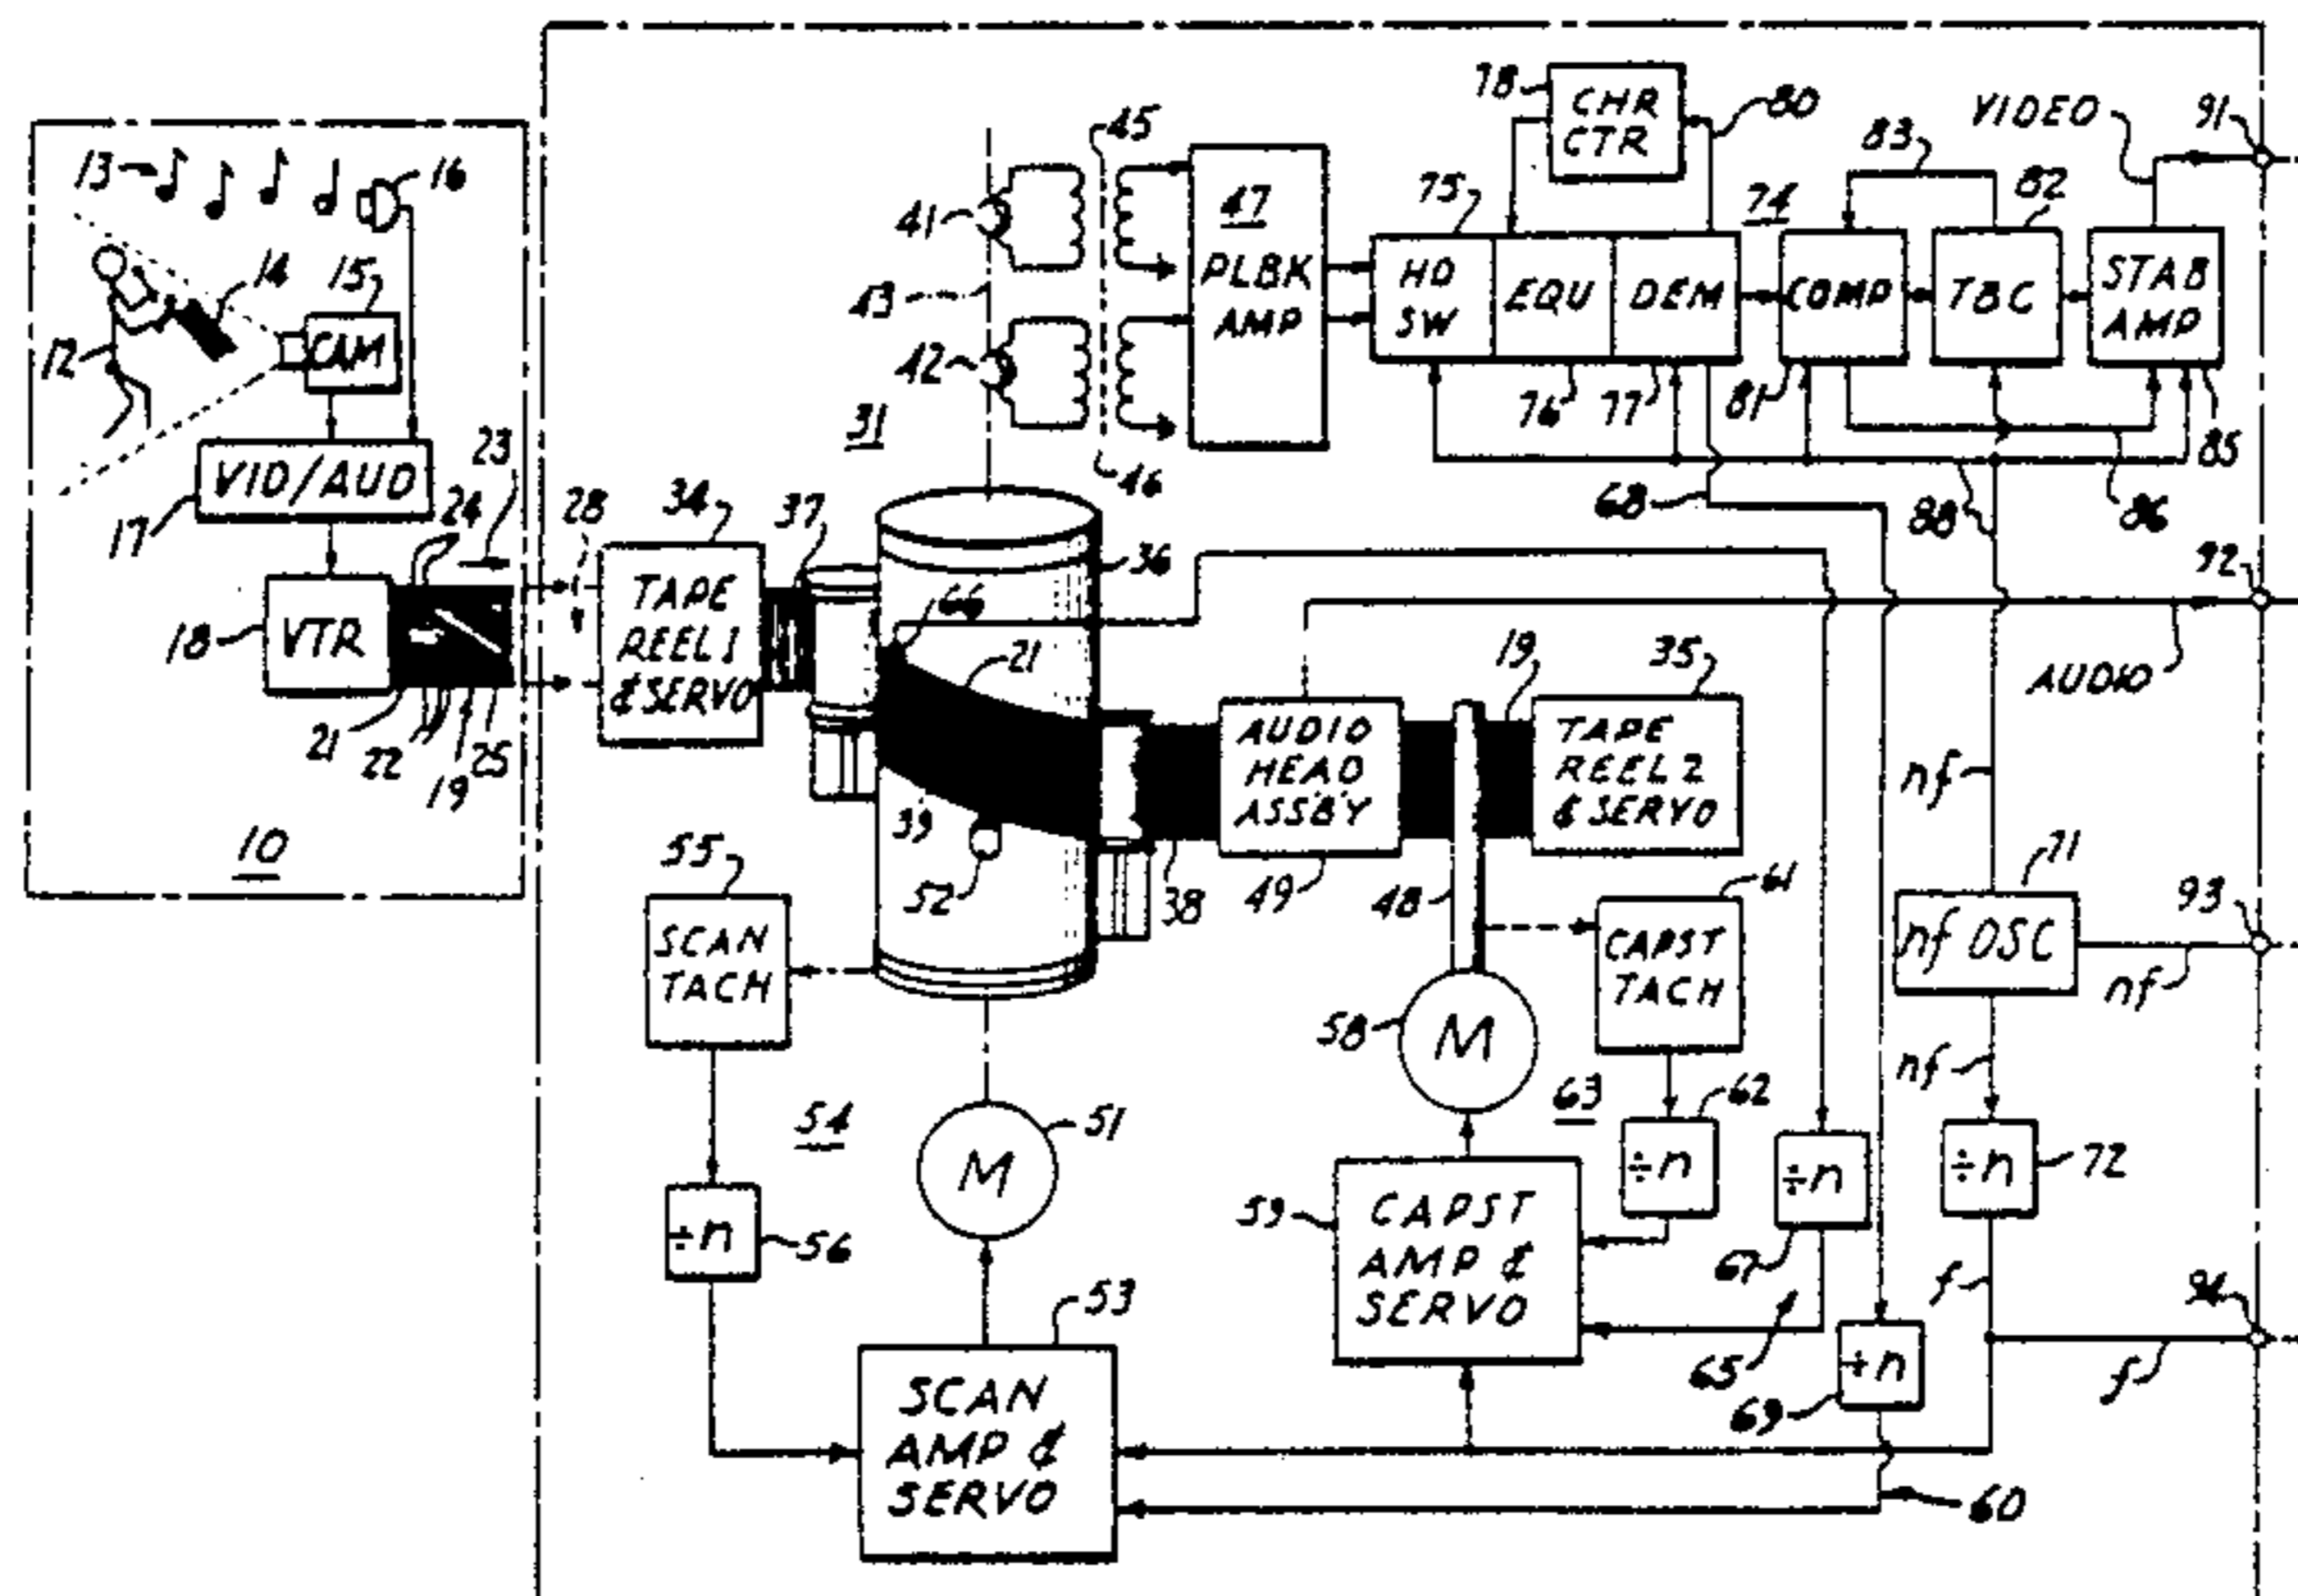 13
16
14
15
CAM
12
VID/AUD
17
23
24
VTR
18
21
22
19
25
10
28
34
TAPE
REEL 1
& SERVO
37
31
36
66
21
39
52
38
41
42
43
45
46
47
PLBK
AMP
78
CHR
CTR
80
75
HD
SW
EQU
DEM
76
77
74
83
82
COMP
TBC
STAB
AMP
81
85
86
88
68
VIDEO
91
92
AUDIO
AUDIO
HEAD
ASSB'Y
49
48
19
35
TAPE
REEL 2
& SERVO
55
SCAN
TACH
54
÷n
56
M
51
53
SCAN
AMP &
SERVO
M
58
61
CAPST
TACH
63
62
÷n
59
CAPST
AMP &
SERVO
÷n
67
65
÷n
69
60
nf
71
nf OSC
nf
93
nf
÷n
72
f
f
94